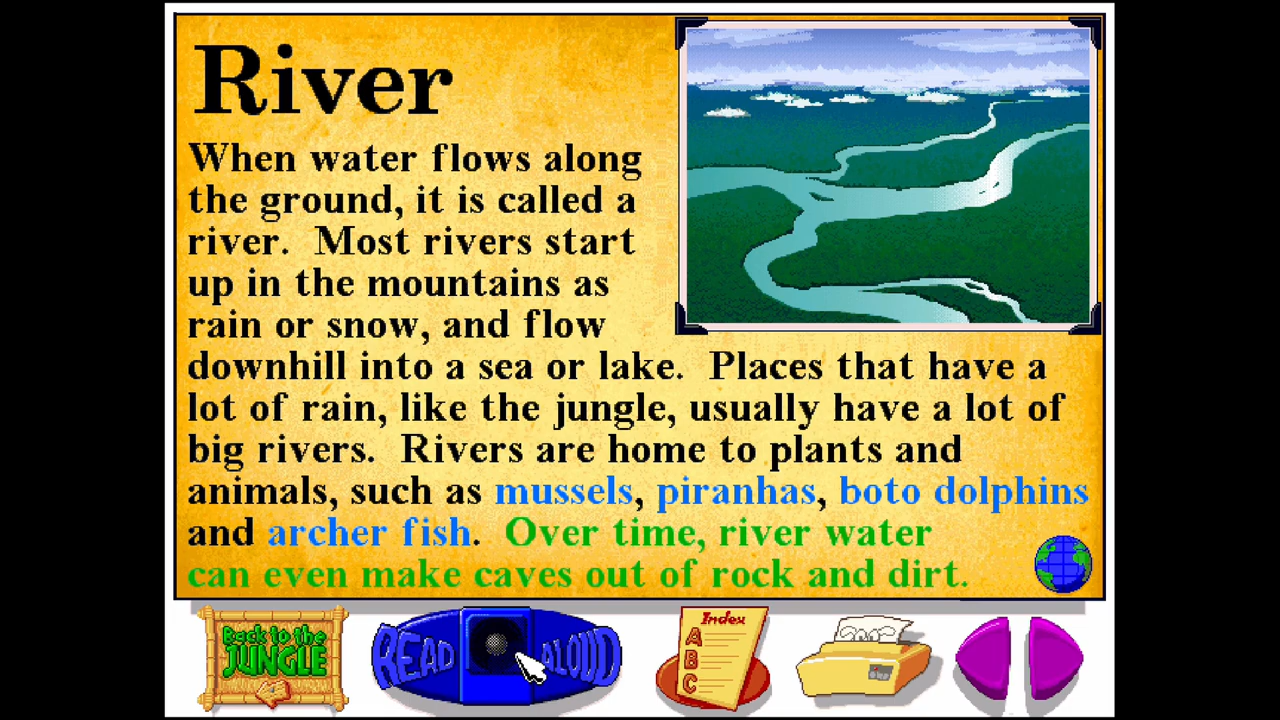 River
When water flows along
the ground, it is called a
river.  Most rivers start
up in the mountains as
rain or snow, and flow
downhill into a sea or lake.  Places that have a
lot of rain, like the jungle, usually have a lot of
big rivers.  Rivers are home to plants and
animals, such as mussels, piranhas, boto dolphins
and archer fish.  Over time, river water
can even make caves out of rock and dirt.
Back to the
JUNGLE
READ ALOUD
Index
A
B
C